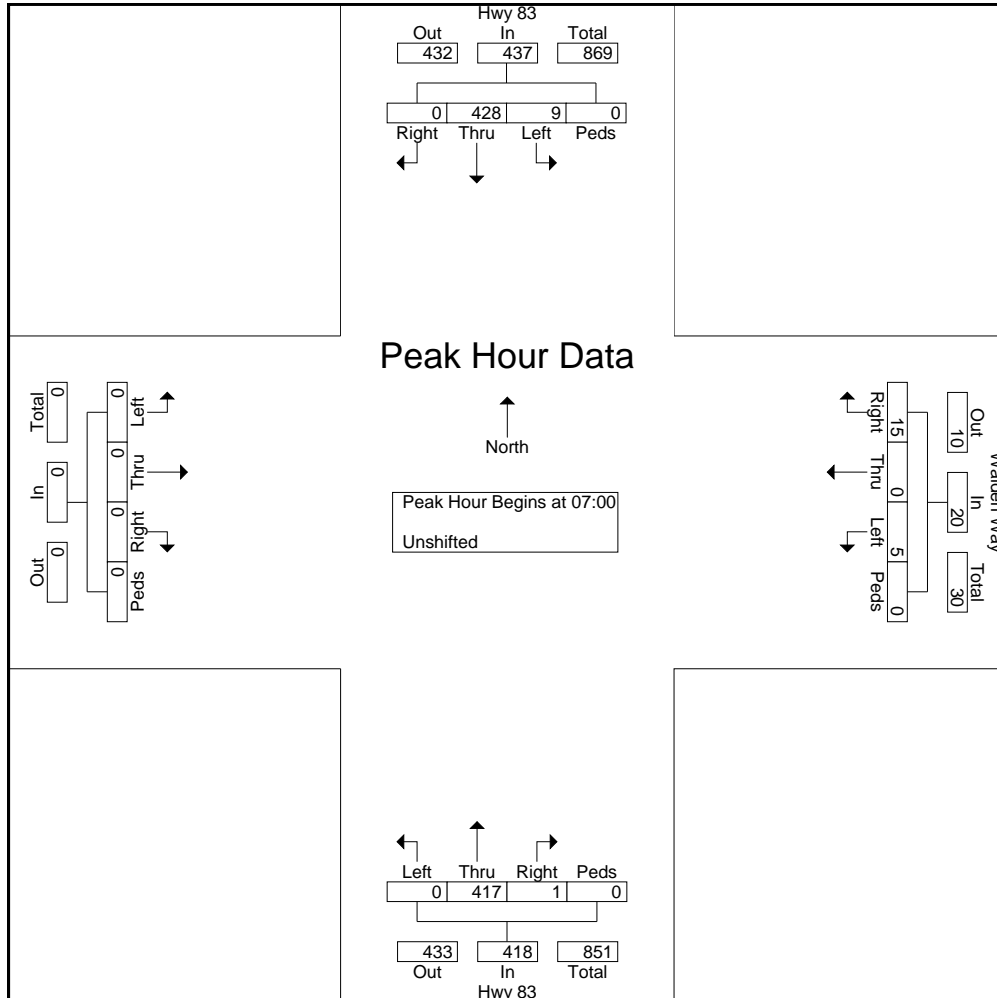 Hwy 83
Out In Total
432 437 869
0 428 9 0
Right Thru Left Peds
Peak Hour Data
North
Peak Hour Begins at 07:00
Unshifted
Total In Out
0 0 0
0 0 0 0
Left Thru Right Peds
Walden Way
Out In Total
10 20 30
15 0 5 0
Right Thru Left Peds
Left Thru Right Peds
0 417 1 0
433 418 851
Out In Total
Hwy 83